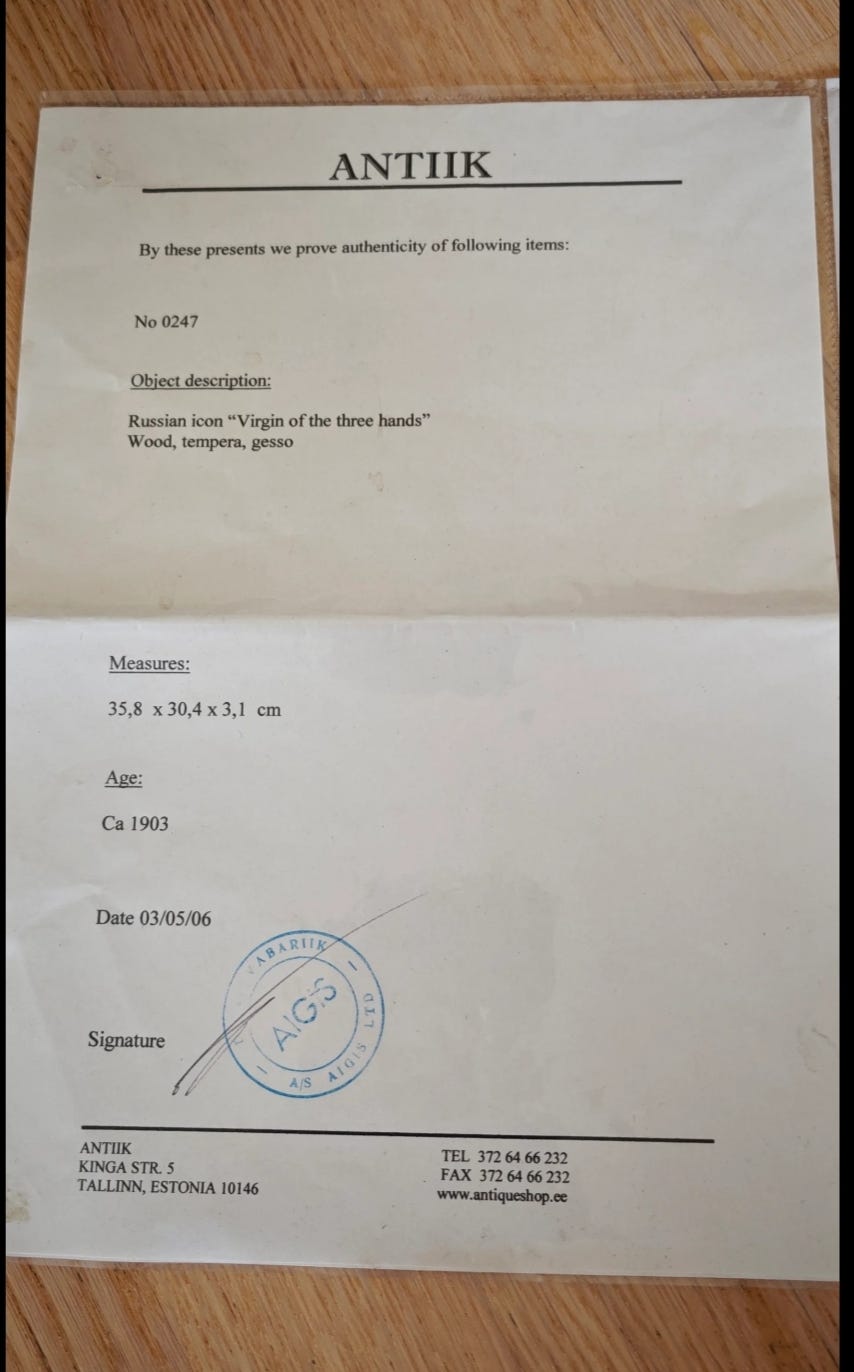 ANTIIK
By these presents we prove authenticity of following items:
No 0247
Object description:
Russian icon “Virgin of the three hands”
Wood, tempera, gesso
Measures:
35,8 x 30,4 x 3,1 cm
Age:
Ca 1903
Date 03/05/06
VABARIIK
A/S AIGIS LTD
AIGIS
Signature
ANTIIK
KINGA STR. 5
TALLINN, ESTONIA 10146
TEL 372 64 66 232
FAX 372 64 66 232
www.antiqueshop.ee